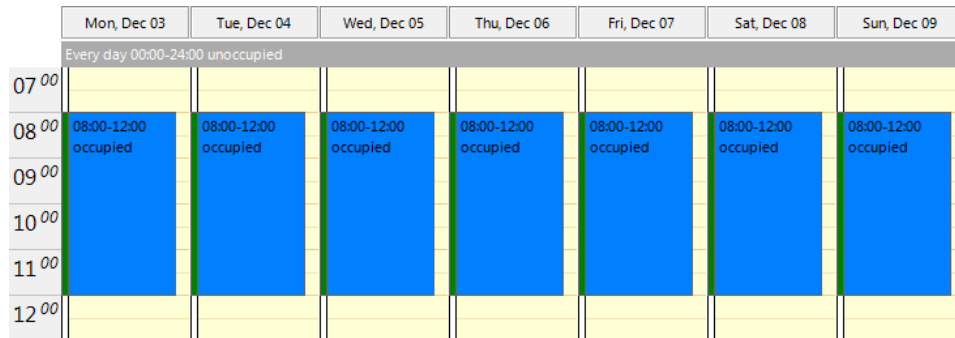 Mon, Dec 03 Tue, Dec 04 Wed, Dec 05 Thu, Dec 06 Fri, Dec 07 Sat, Dec 08 Sun, Dec 09
Every day 00:00-24:00 unoccupied
07 00
08 00 08:00-12:00 08:00-12:00 08:00-12:00 08:00-12:00 08:00-12:00 08:00-12:00 08:00-12:00
occupied occupied occupied occupied occupied occupied occupied
09 00
10 00
11 00
12 00